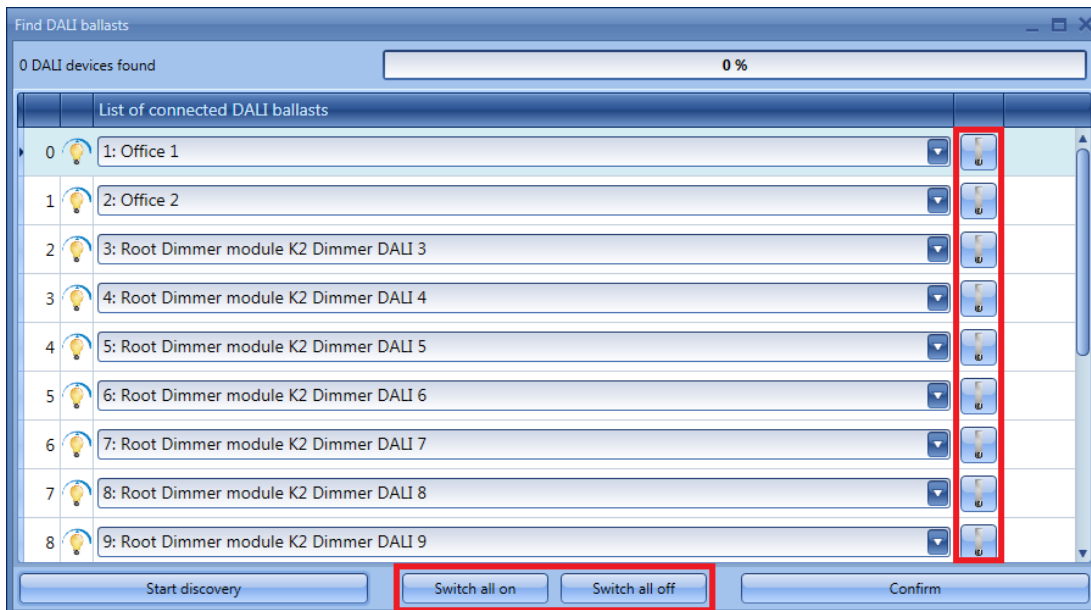 Find DALI ballasts
0 DALI devices found 0 %
List of connected DALI ballasts
0 1: Office 1
1 2: Office 2
2 3: Root Dimmer module K2 Dimmer DALI 3
3 4: Root Dimmer module K2 Dimmer DALI 4
4 5: Root Dimmer module K2 Dimmer DALI 5
5 6: Root Dimmer module K2 Dimmer DALI 6
6 7: Root Dimmer module K2 Dimmer DALI 7
7 8: Root Dimmer module K2 Dimmer DALI 8
8 9: Root Dimmer module K2 Dimmer DALI 9
Start discovery Switch all on Switch all off Confirm